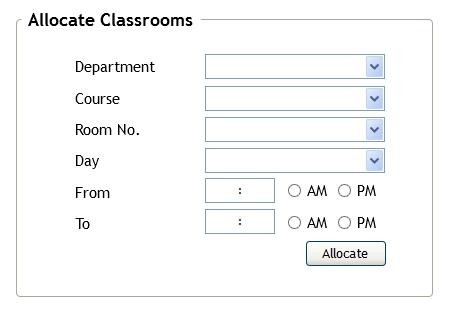 Allocate Classrooms
Department
Course
Room No.
Day
From : AM PM
To : AM PM
Allocate